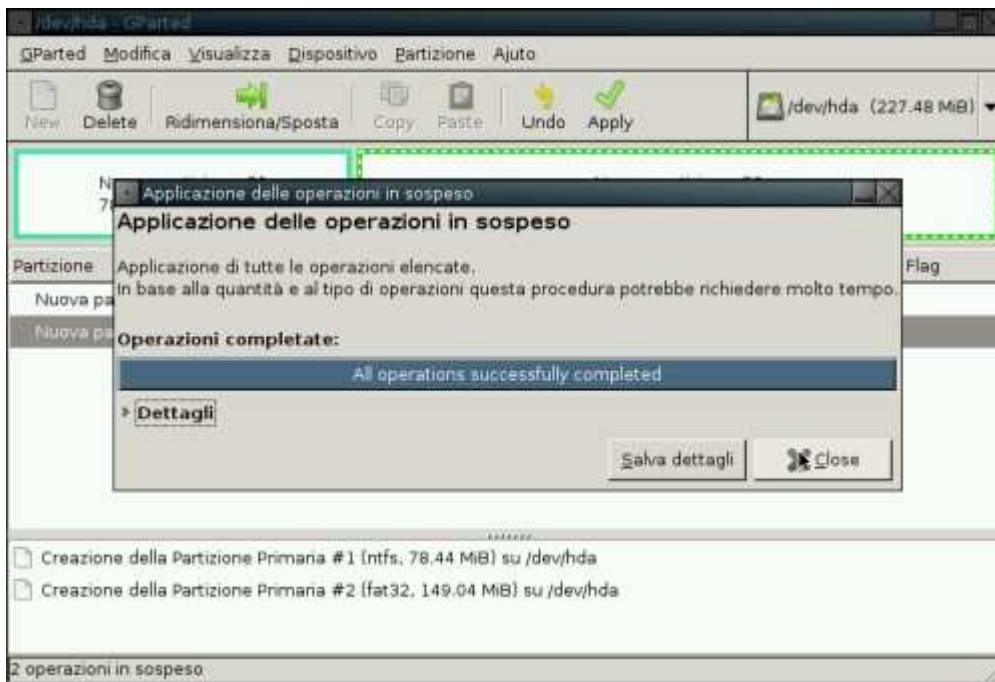 /dev/hda - GParted
GParted Modifica Visualizza Dispositivo Partizione Ajuto
New Delete Ridimensiona/Sposta Copy Paste Undo Apply /dev/hda (227.48 MiB)
Applicazione delle operazioni in sospeso
Applicazione delle operazioni in sospeso
Partizione Flag
Applicazione di tutte le operazioni elencate.
In base alla quantità e al tipo di operazioni questa procedura potrebbe richiedere molto tempo.
Nuova pa
Nuova pa
Operazioni completate:
All operations successfully completed
Dettagli
Salva dettagli Close
Creazione della Partizione Primaria #1 (ntfs, 78.44 MiB) su /dev/hda
Creazione della Partizione Primaria #2 (fat32, 149.04 MiB) su /dev/hda
2 operazioni in sospeso